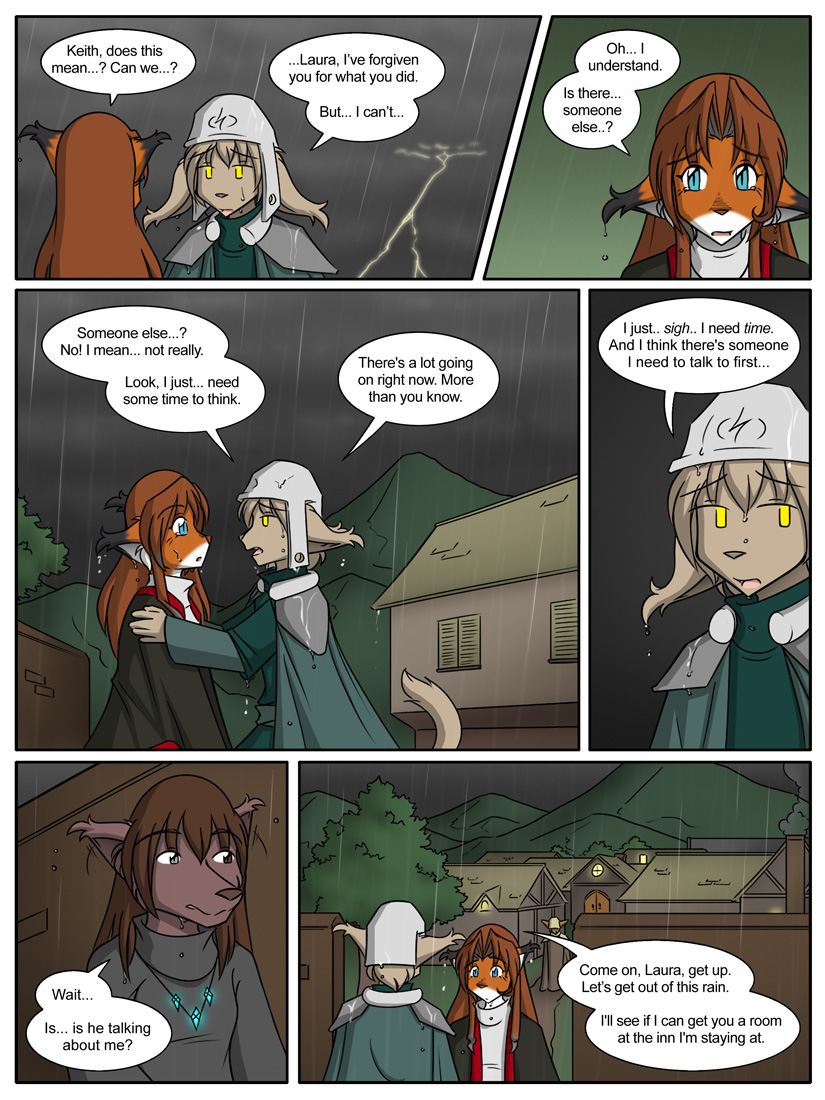 Keith, does this
mean...? Can we...?
...Laura, I've forgiven
you for what you did.
But... I can't...
Oh... I
understand.
Is there...
someone
else..?
Someone else...?
No! I mean... not really.
Look, I just... need
some time to think.
There's a lot going
on right now. More
than you know.
I just.. sigh.. I need time.
And I think there's someone
I need to talk to first...
Wait...
Is... is he talking
about me?
Come on, Laura, get up.
Let's get out of this rain.
I'll see if I can get you a room
at the inn I'm staying at.